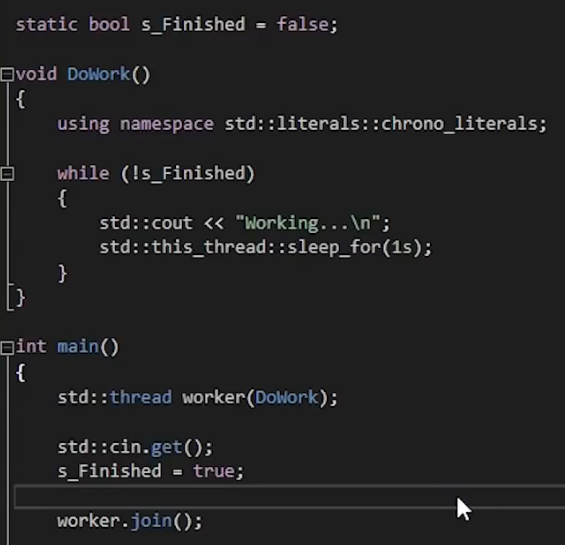 static bool s_Finished = false;
void DoWork()
{
using namespace std::literals::chrono_literals;
while (!s_Finished)
{
std::cout << "Working...\n";
std::this_thread::sleep_for(1s);
}
}
int main()
{
std::thread worker(DoWork);
std::cin.get();
s_Finished = true;
worker.join();